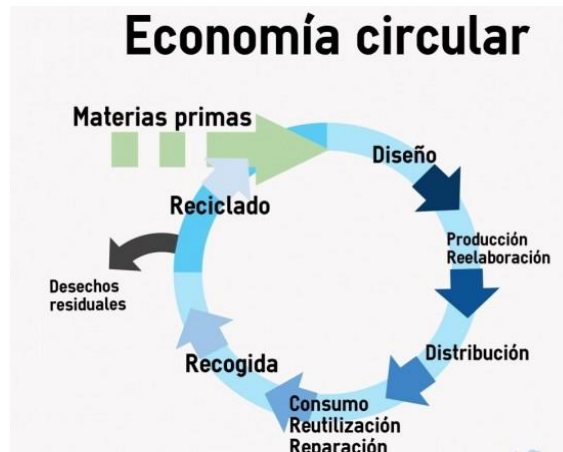 Economía circular
Materias primas
Diseño
Reciclado
Producción
Reelaboración
Desechos
residuales
Distribución
Recogida
Consumo
Reutilización
Reparación